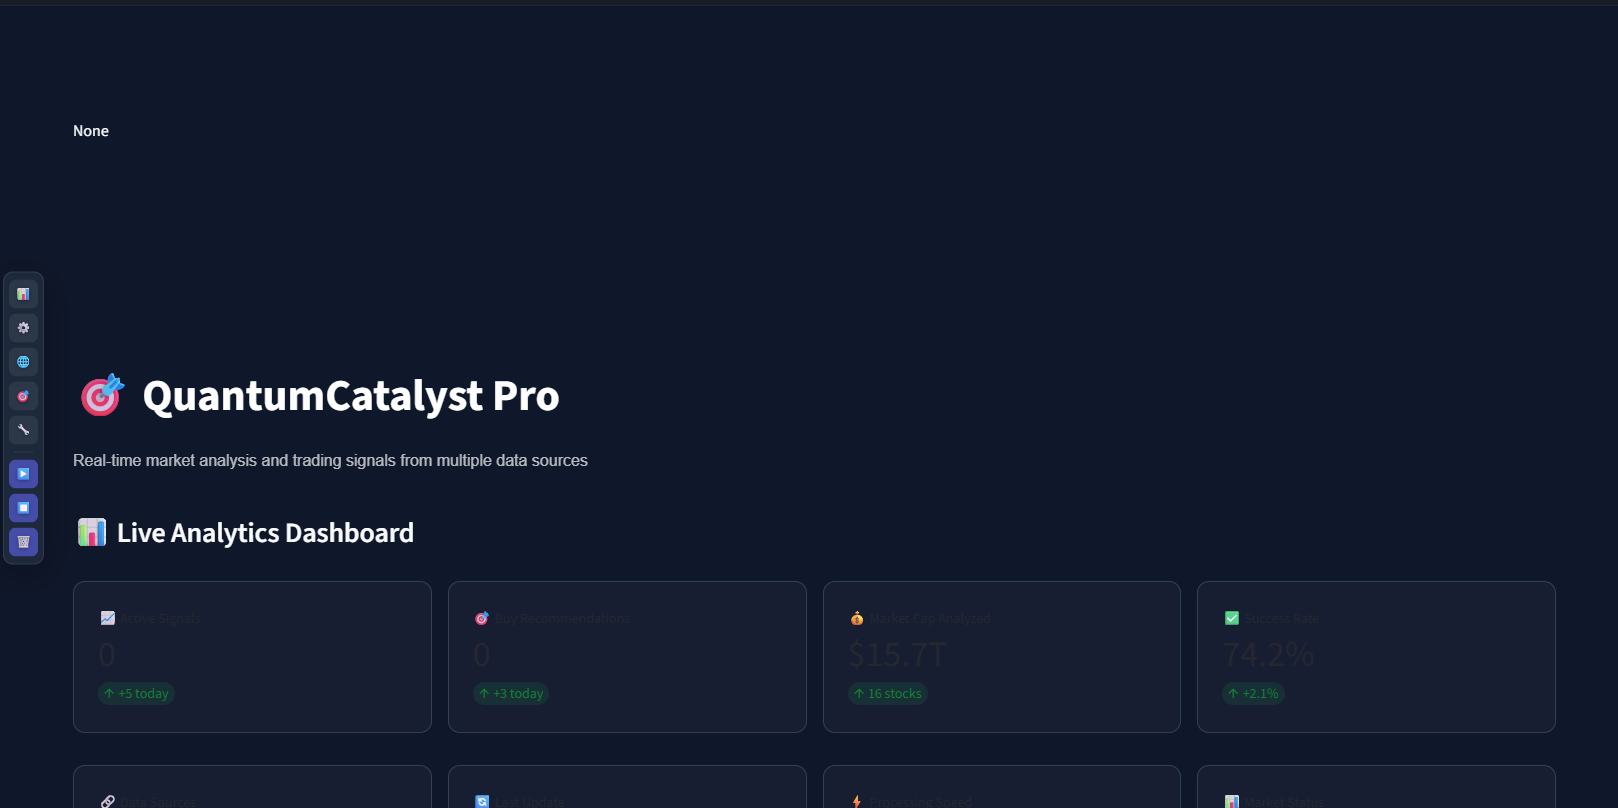 None
QuantumCatalyst Pro
Real-time market analysis and trading signals from multiple data sources
Live Analytics Dashboard
Active Signals
0
↑ +5 today
Buy Recommendations
0
↑ +3 today
Market Cap Analyzed
$15.7T
↑ 16 stocks
Success Rate
74.2%
↑ +2.1%
Data Sources
Last Update
Processing Speed
Market Status